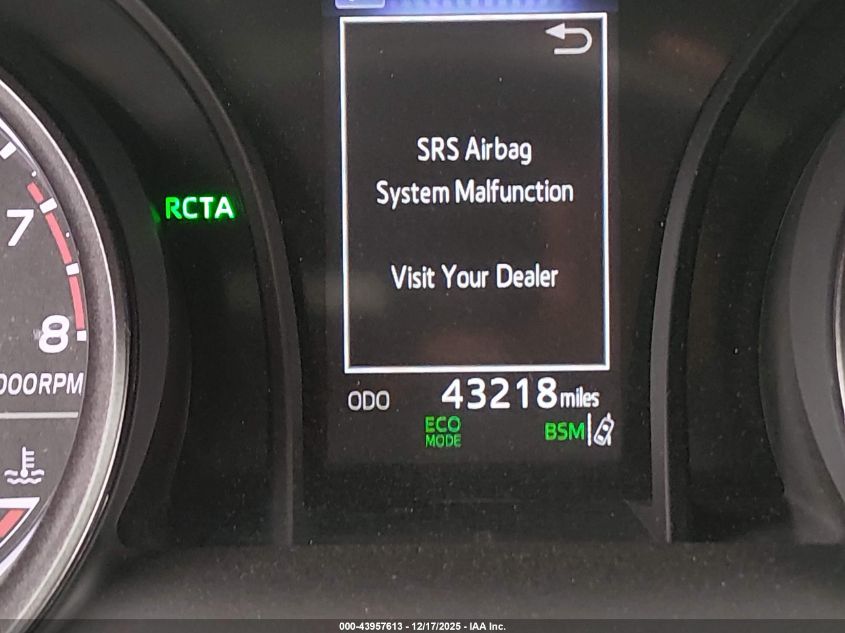 SRS Airbag
System Malfunction
Visit Your Dealer
RCTA
7
8
000RPM
ODO 43218 miles
ECO
MODE
BSM
000-43957613 - 12/17/2025 - IAA Inc.